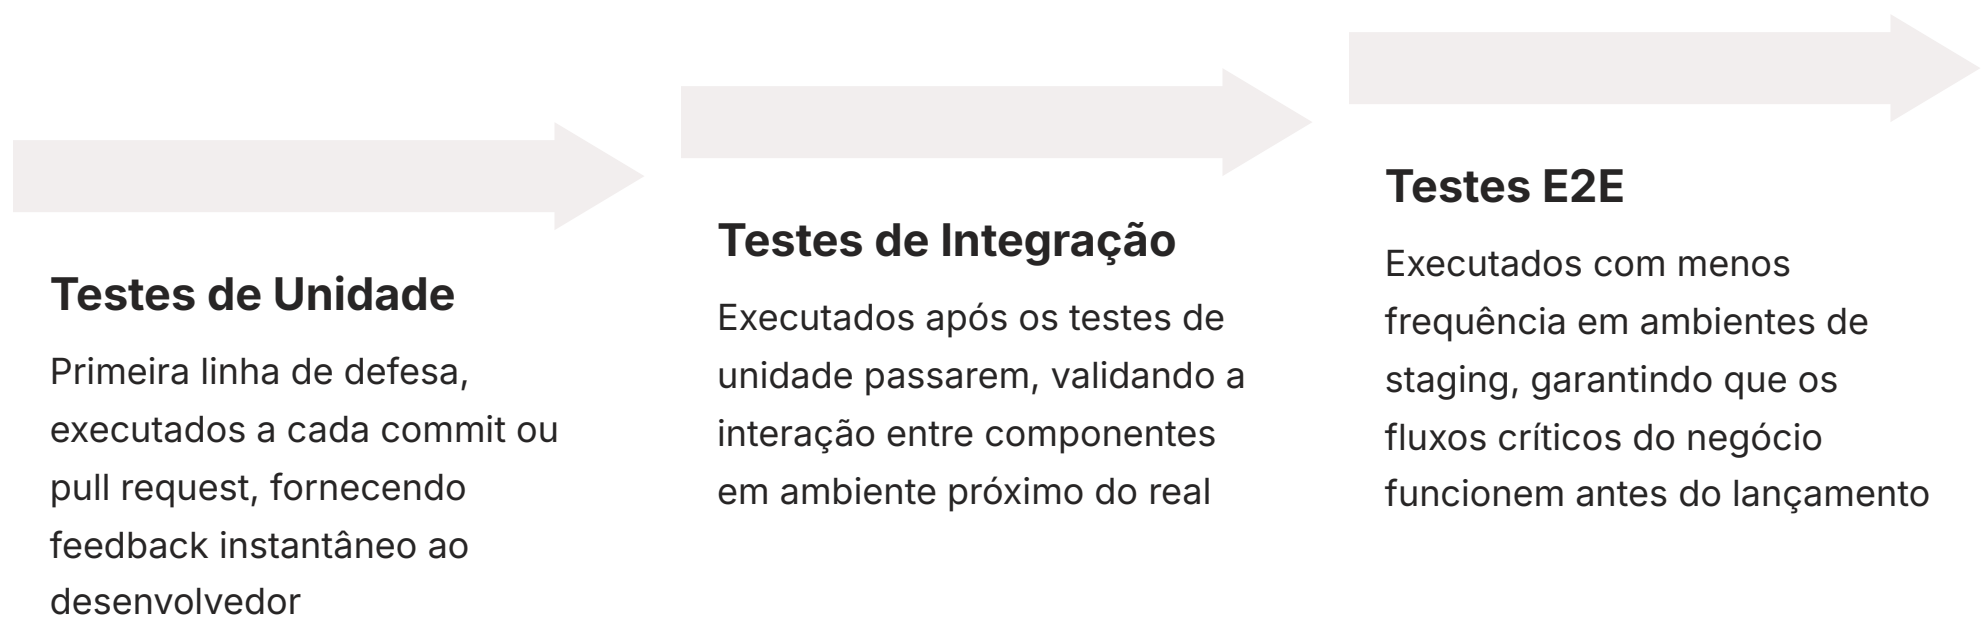 Testes de Unidade
Primeira linha de defesa,
executados a cada commit ou
pull request, fornecendo
feedback instantâneo ao
desenvolvedor
Testes de Integração
Executados após os testes de
unidade passarem, validando a
interação entre componentes
em ambiente próximo do real
Testes E2E
Executados com menos
frequência em ambientes de
staging, garantindo que os
fluxos críticos do negócio
funcionem antes do lançamento